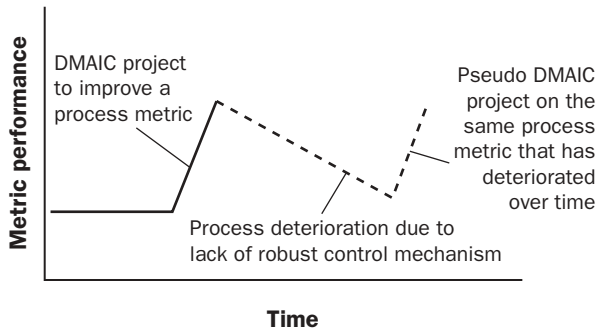 Metric performance
DMAIC project
to improve a
process metric
Pseudo DMAIC
project on the
same process
metric that has
deteriorated
over time
Process deterioration due to
lack of robust control mechanism
Time